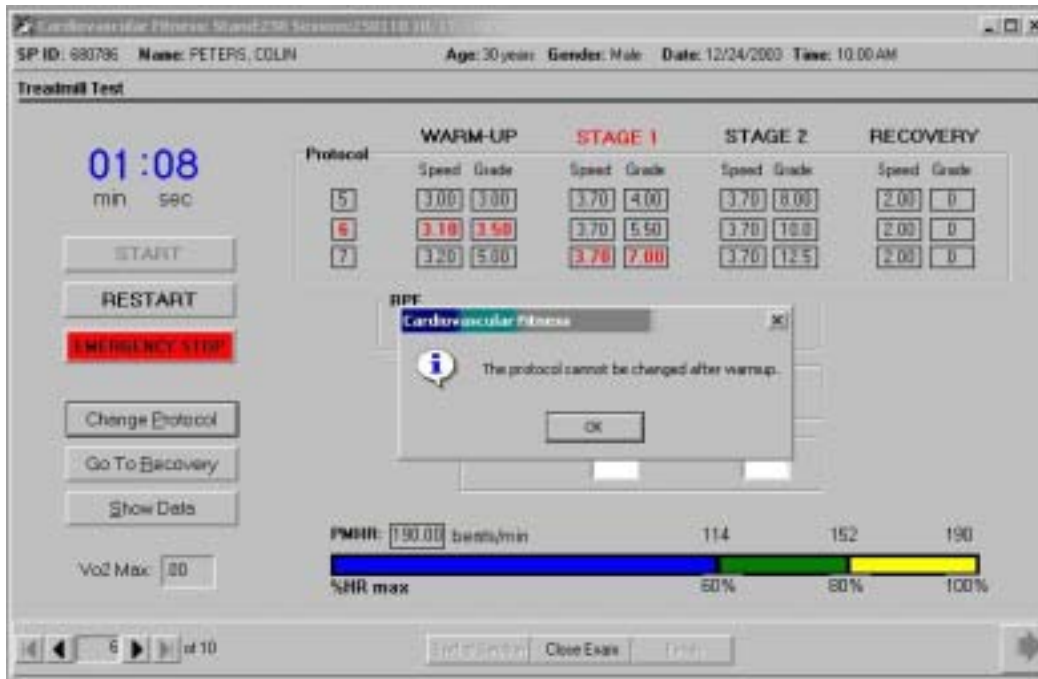 Cardiovascular Fitness:
SP ID: 680786 Name: PETERS, COLIN Age: 30 years Gender: Male Date: 12/24/2003 Time: 10:00 AM
Treadmill Test
01:08
min sec
START
RESTART
EMERGENCY STOP
Change Protocol
Go To Recovery
Show Data
Vo2 Max: .00
WARM-UP STAGE 1 STAGE 2 RECOVERY
Protocol
Speed Grade Speed Grade Speed Grade Speed Grade
5 3.00 3.00 3.70 4.00 3.70 8.00 2.00 0
6 3.10 3.50 3.70 5.50 3.70 10.0 2.00 0
7 3.20 5.00 3.70 7.00 3.70 12.5 2.00 0
RPE
Cardiovascular Fitness
The protocol cannot be changed after warmup.
OK
PMHR: 190.00 beats/min 114 152 190
%HR max 60% 80% 100%
6 of 10
End of Section Close Exam